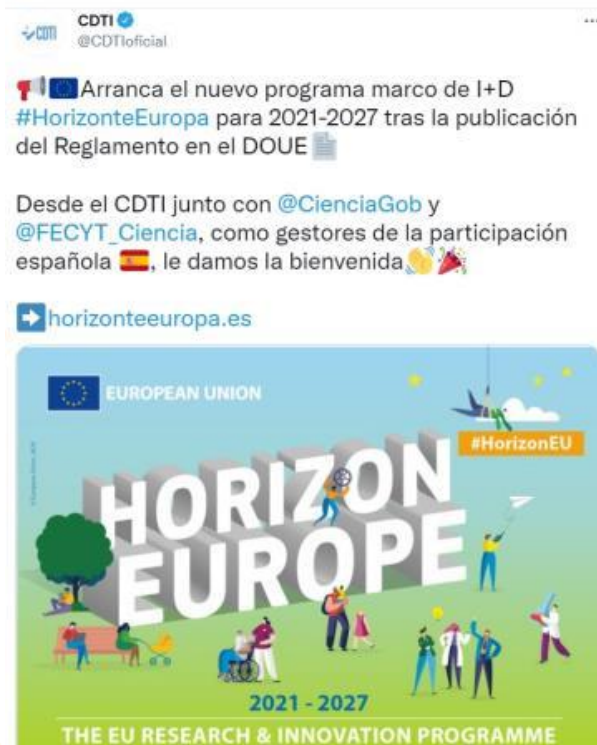 CDTI
CDTI
@CDTIoficial
Arranca el nuevo programa marco de I+D
#HorizonteEuropa para 2021-2027 tras la publicación
del Reglamento en el DOUE
Desde el CDTI junto con @CienciaGob y
@FECYT_Ciencia, como gestores de la participación
española , le damos la bienvenida
horizonteeuropa.es
EUROPEAN UNION
#HorizonEU
HORIZON
EUROPE
2021 - 2027
THE EU RESEARCH & INNOVATION PROGRAMME